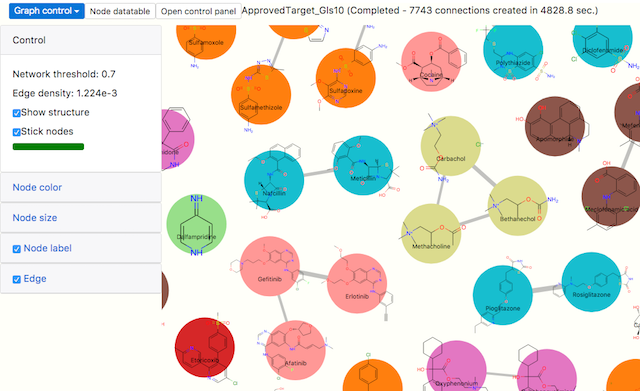 Graph control Node datatable Open control panel ApprovedTarget_Gls10 (Completed - 7743 connections created in 4828.8 sec.)
Control
Network threshold: 0.7
Edge density: 1.224e-3
Show structure
Stick nodes
Node color
Node size
Node label
Edge
Sulfamoxole
Cocaine
Polythiazide
Diclofenamide
Sulfamethizole
Sulfadoxine
Apomorphine
Nafcillin
Meticillin
Carbachol
Bethanechol
Methacholine
Dalfampridine
Gefitinib
Erlotinib
Afatinib
Pioglitazone
Rosiglitazone
Etoricoxib
Oxyphenonium